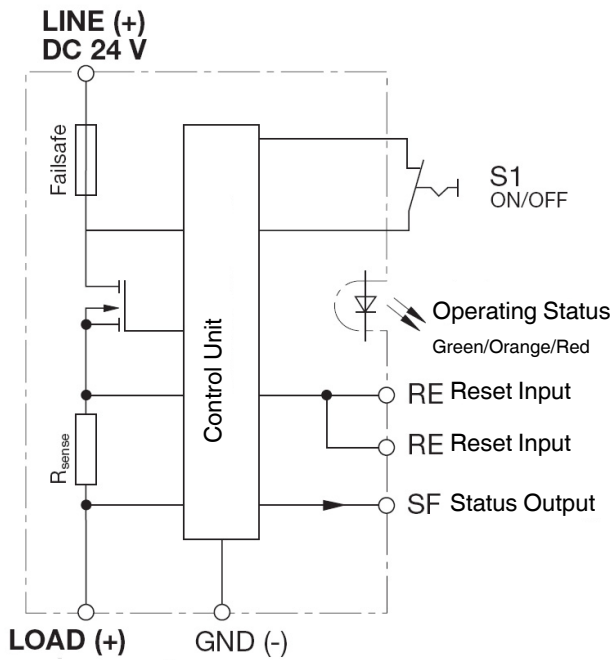 LINE (+)
DC 24 V
Failsafe
S1
ON/OFF
Operating Status
Green/Orange/Red
Control Unit
RE Reset Input
RE Reset Input
Rsense
SF Status Output
LOAD (+)
GND (-)